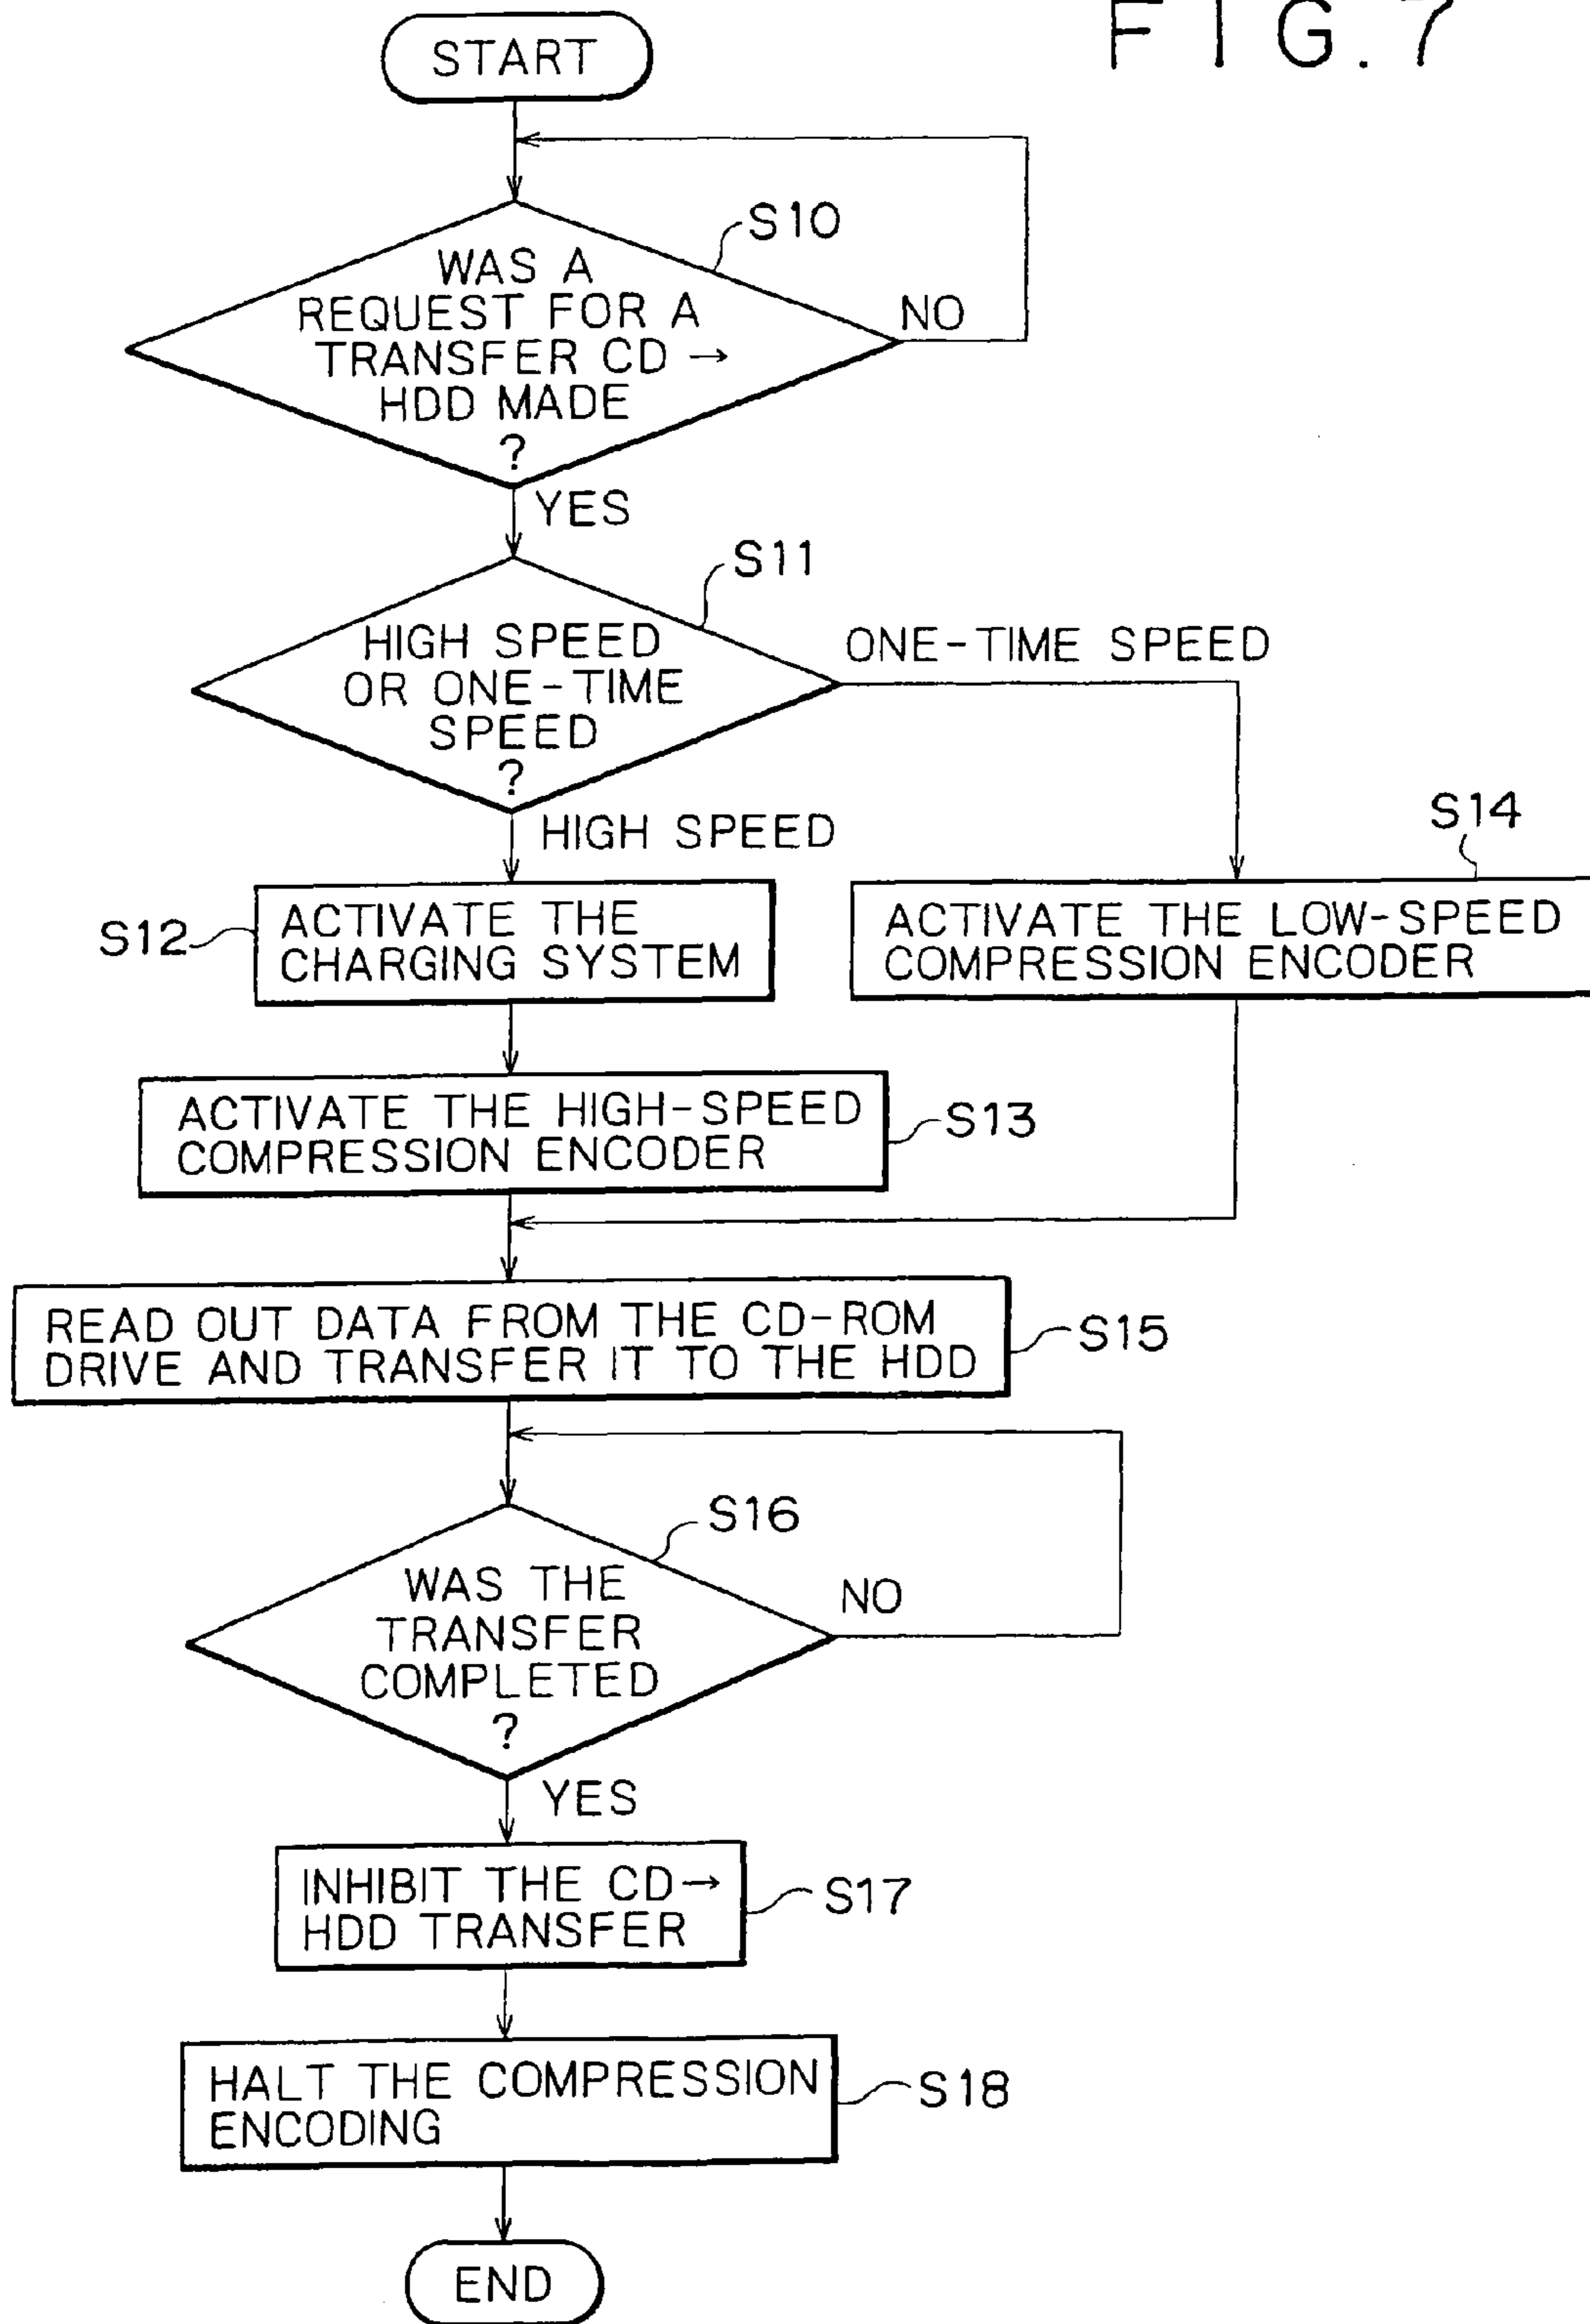 FIG.7
START
S10
WAS A
REQUEST FOR A
TRANSFER CD →
HDD MADE
?
NO
YES
S11
HIGH SPEED
OR ONE-TIME
SPEED
?
ONE-TIME SPEED
HIGH SPEED
S12
ACTIVATE THE
CHARGING SYSTEM
S14
ACTIVATE THE LOW-SPEED
COMPRESSION ENCODER
ACTIVATE THE HIGH-SPEED
COMPRESSION ENCODER
S13
READ OUT DATA FROM THE CD-ROM
DRIVE AND TRANSFER IT TO THE HDD
S15
S16
WAS THE
TRANSFER
COMPLETED
?
NO
YES
INHIBIT THE CD→
HDD TRANSFER
S17
HALT THE COMPRESSION
ENCODING
S18
END